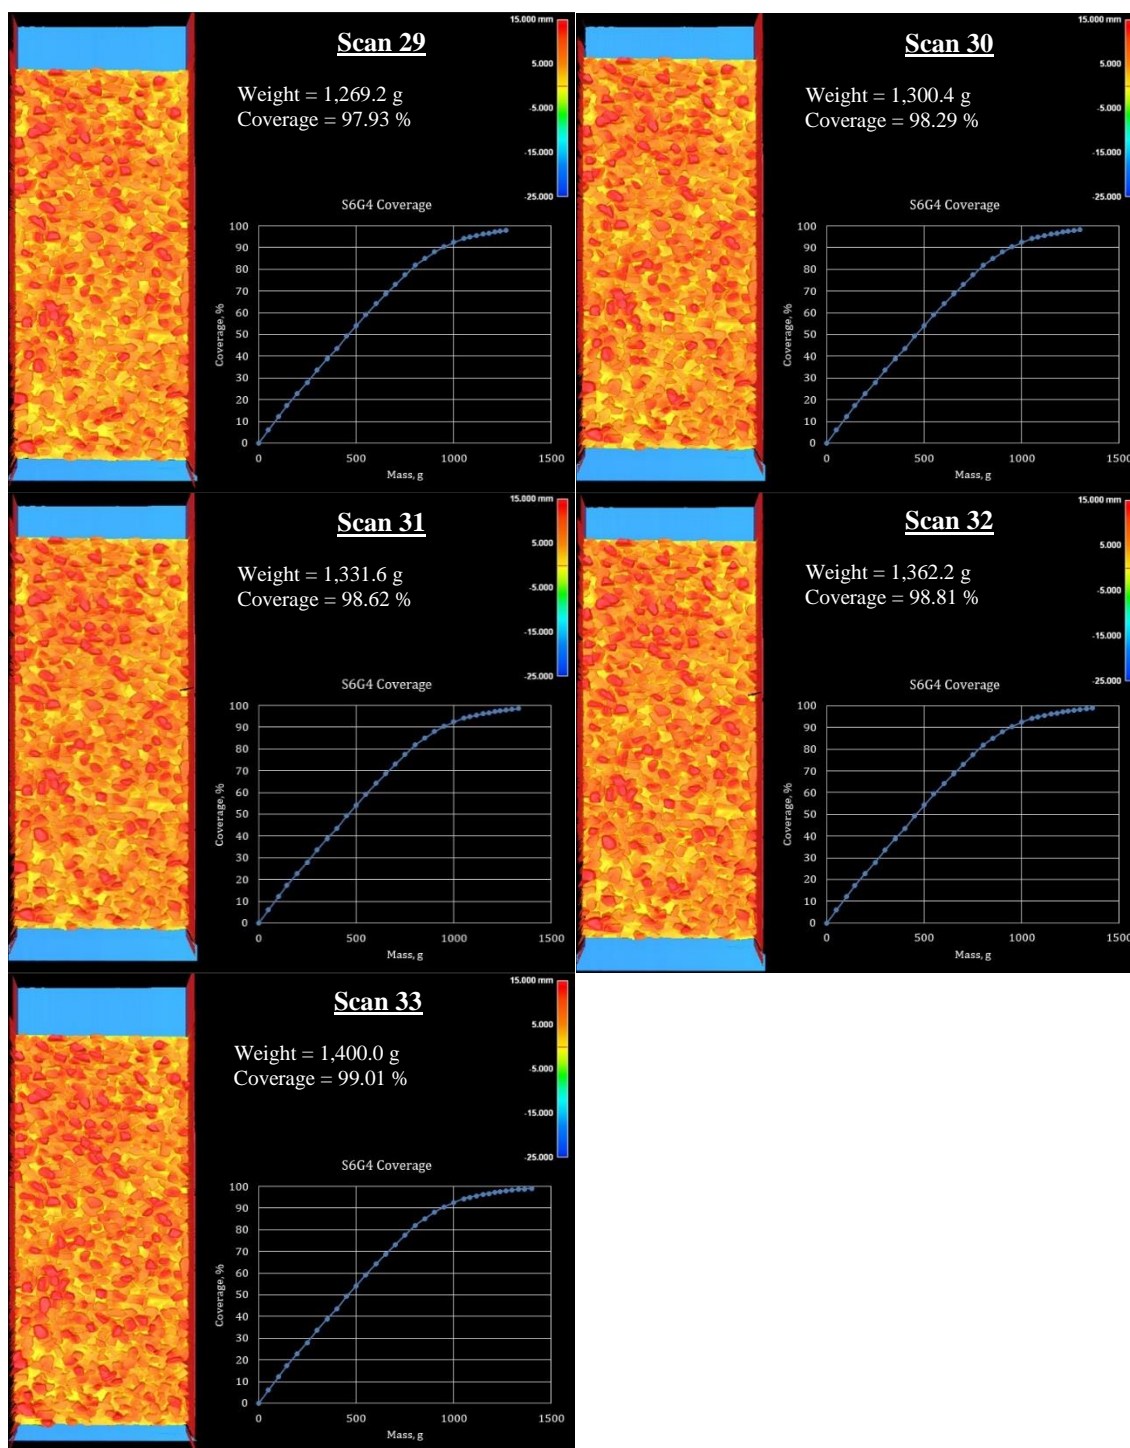 Scan 29
Weight = 1,269.2 g
Coverage = 97.93 %
15.000 mm
5.000
-5.000
-15.000
-25.000
S6G4 Coverage
Coverage, %
100
90
80
70
60
50
40
30
20
10
0
0 500 1000 1500
Mass, g
Scan 30
Weight = 1,300.4 g
Coverage = 98.29 %
15.000 mm
5.000
-5.000
-15.000
-25.000
S6G4 Coverage
Coverage, %
100
90
80
70
60
50
40
30
20
10
0
0 500 1000 1500
Mass, g
Scan 31
Weight = 1,331.6 g
Coverage = 98.62 %
15.000 mm
5.000
-5.000
-15.000
-25.000
S6G4 Coverage
Coverage, %
100
90
80
70
60
50
40
30
20
10
0
0 500 1000 1500
Mass, g
Scan 32
Weight = 1,362.2 g
Coverage = 98.81 %
15.000 mm
5.000
-5.000
-15.000
-25.000
S6G4 Coverage
Coverage, %
100
90
80
70
60
50
40
30
20
10
0
0 500 1000 1500
Mass, g
Scan 33
Weight = 1,400.0 g
Coverage = 99.01 %
15.000 mm
5.000
-5.000
-15.000
-25.000
S6G4 Coverage
Coverage, %
100
90
80
70
60
50
40
30
20
10
0
0 500 1000 1500
Mass, g